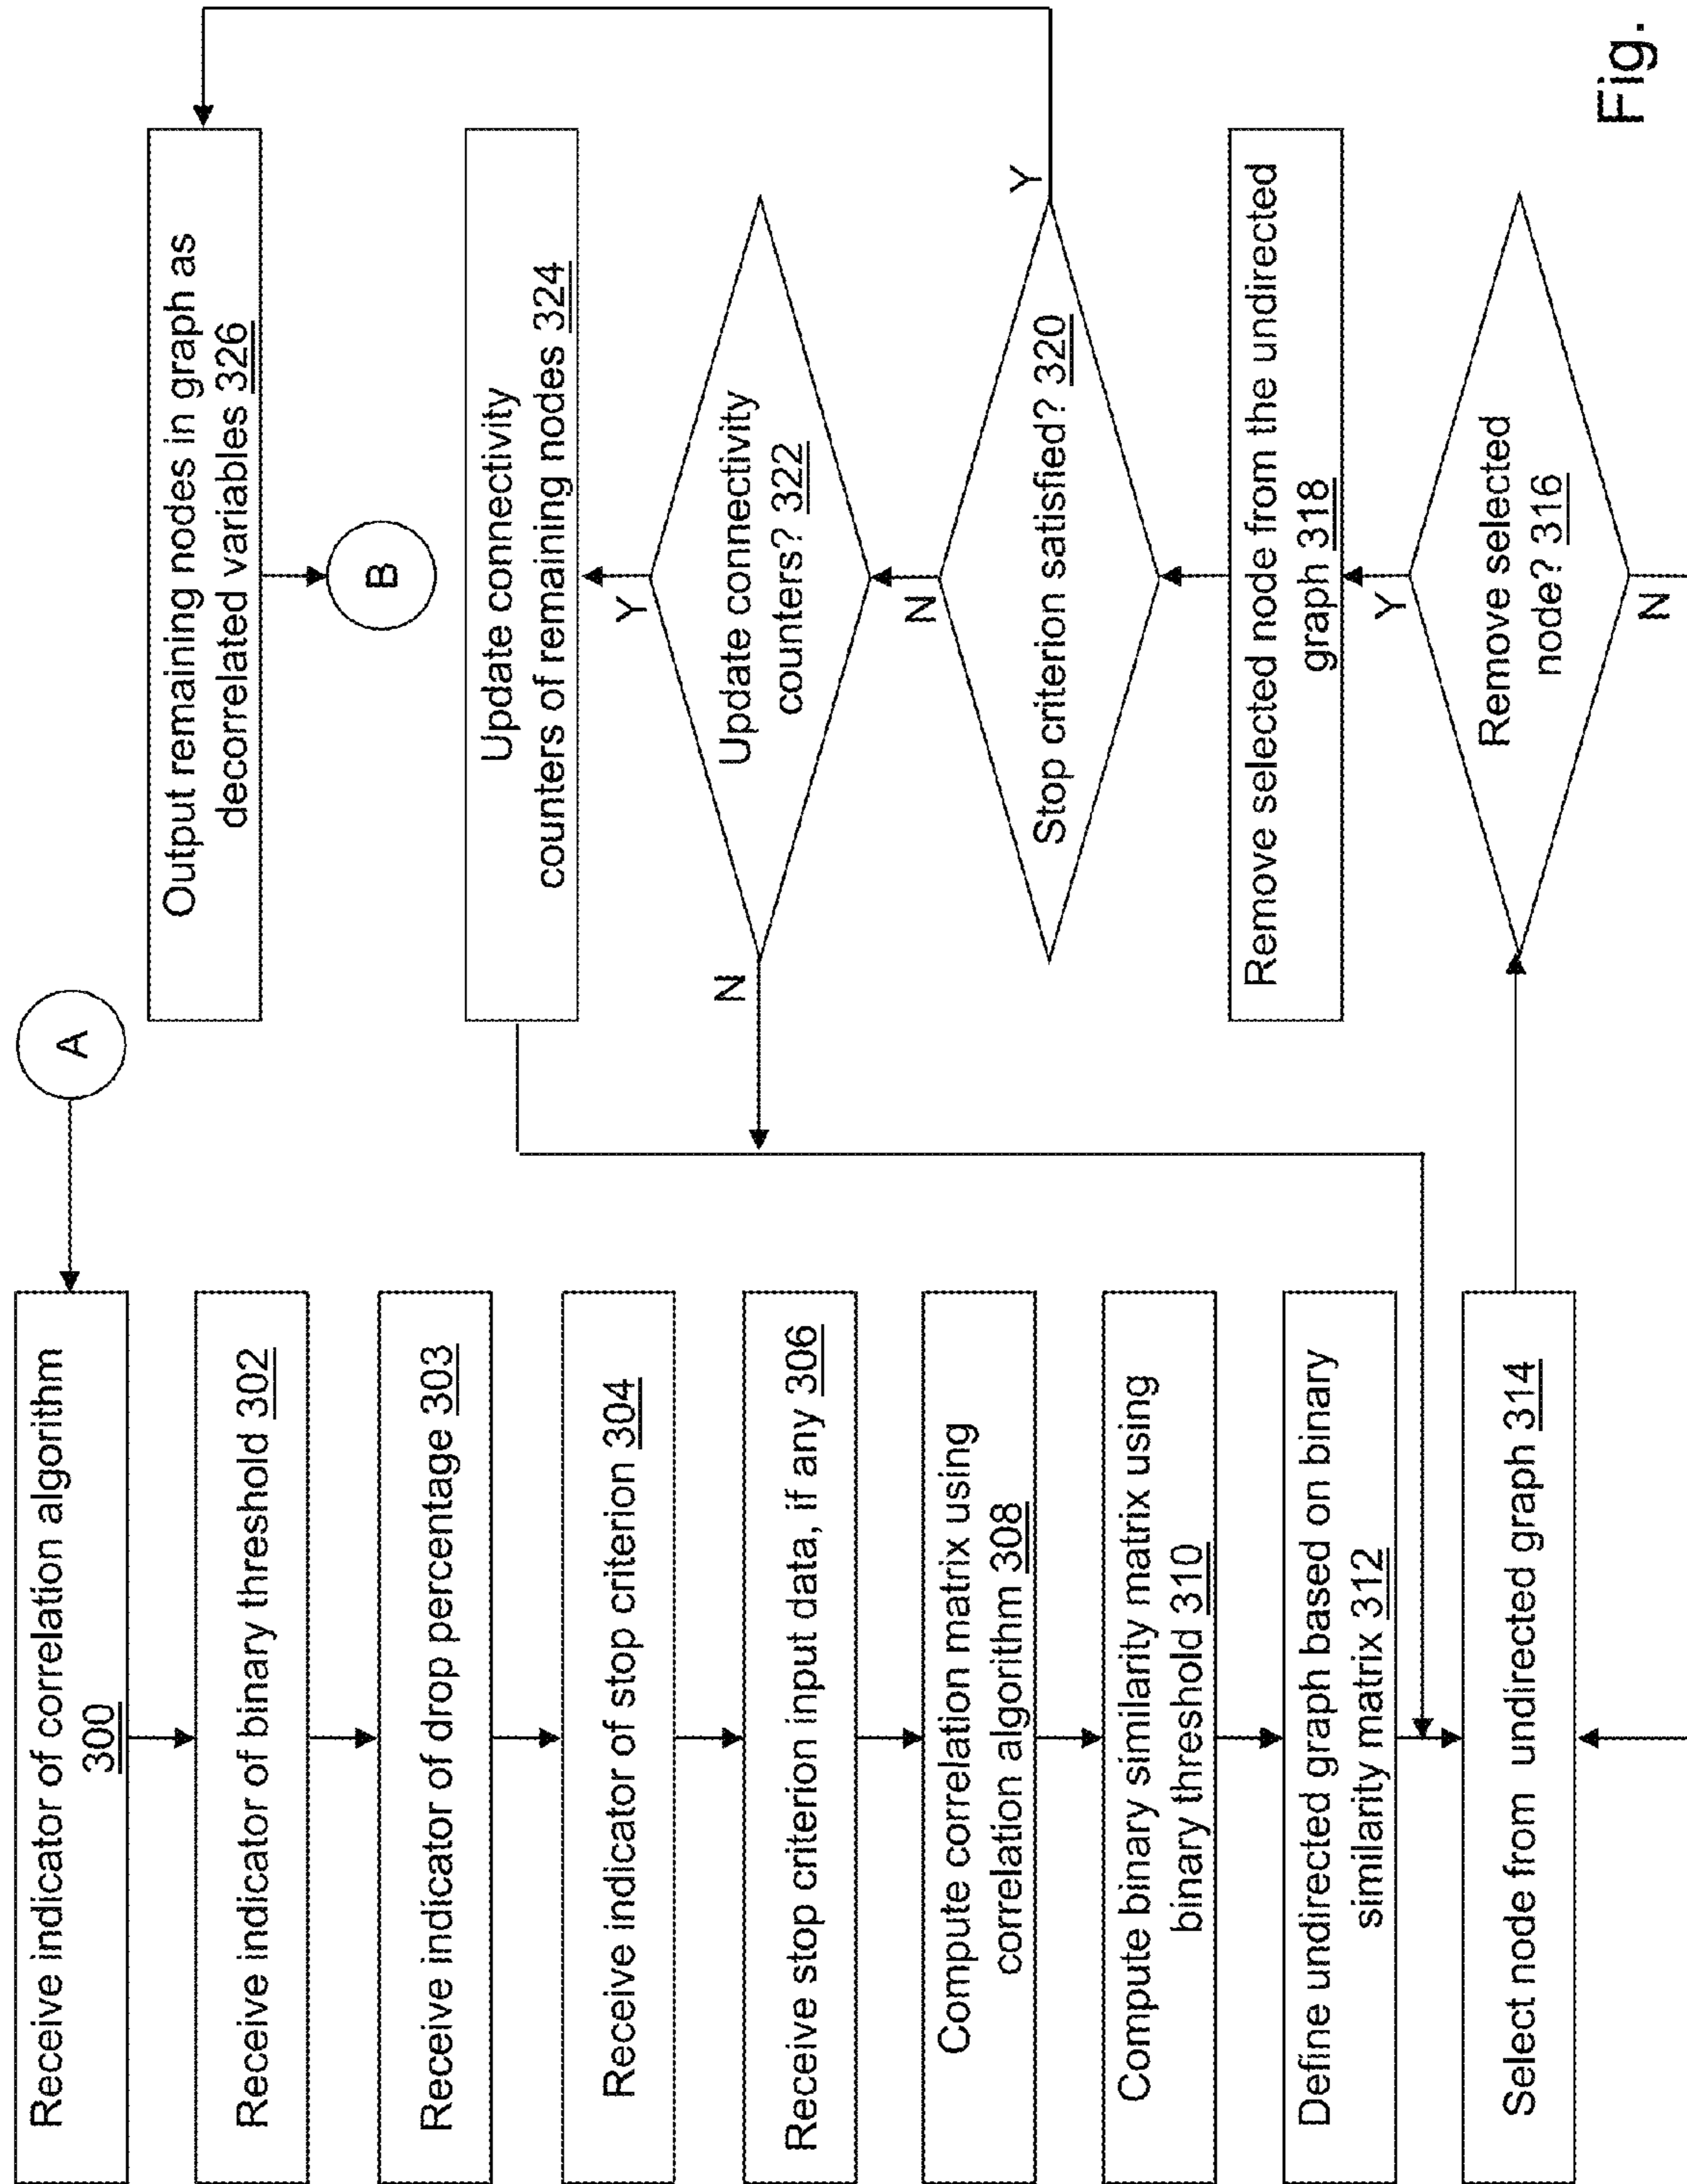 A
Receive indicator of correlation algorithm
300
Receive indicator of binary threshold 302
Receive indicator of drop percentage 303
Receive indicator of stop criterion 304
Receive stop criterion input data, if any 306
Compute correlation matrix using
correlation algorithm 308
Compute binary similarity matrix using
binary threshold 310
Define undirected graph based on binary
similarity matrix 312
Select node from undirected graph 314
Output remaining nodes in graph as
decorrelated variables 326
B
Update connectivity
counters of remaining nodes 324
Y
Update connectivity
counters? 322
N
N
Stop criterion satisfied? 320
Y
Remove selected node from the undirected
graph 318
Y
Remove selected
node? 316
N
Fig.